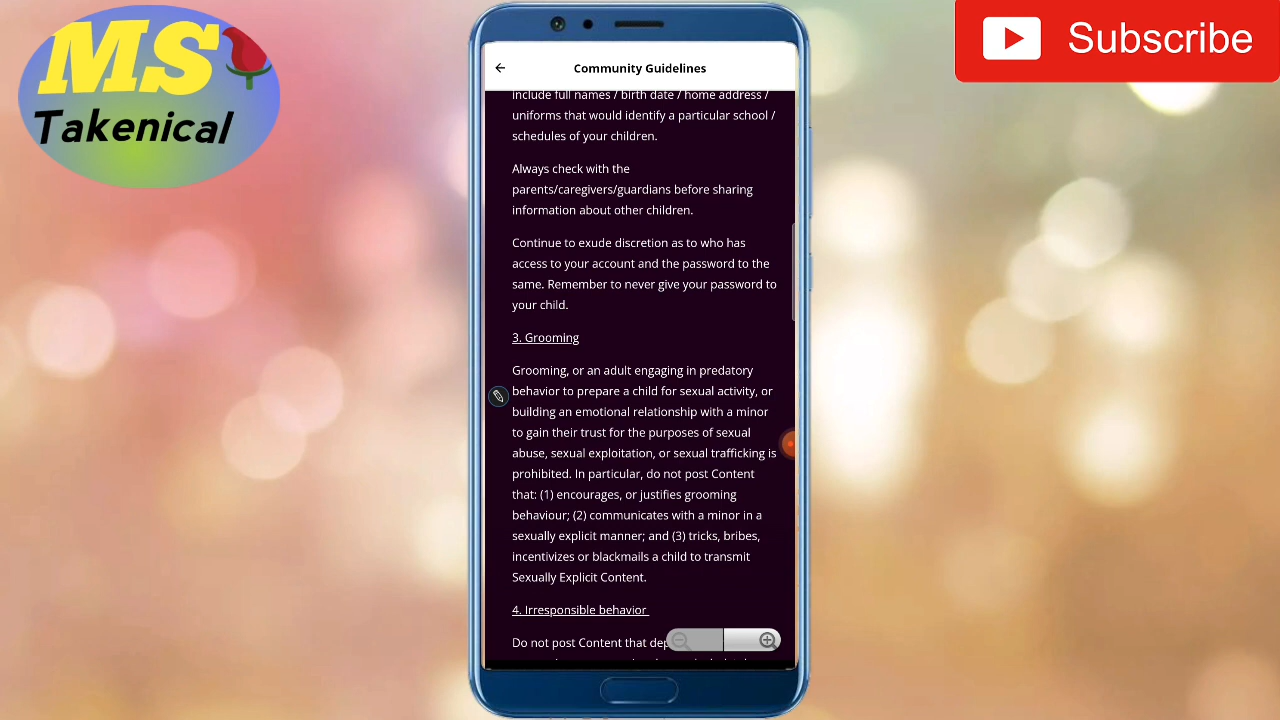 MS
Takenical
Subscribe
Community Guidelines
include full names / birth date / home address /
uniforms that would identify a particular school /
schedules of your children.
Always check with the
parents/caregivers/guardians before sharing
information about other children.
Continue to exude discretion as to who has
access to your account and the password to the
same. Remember to never give your password to
your child.
3. Grooming
Grooming, or an adult engaging in predatory
behavior to prepare a child for sexual activity, or
building an emotional relationship with a minor
to gain their trust for the purposes of sexual
abuse, sexual exploitation, or sexual trafficking is
prohibited. In particular, do not post Content
that: (1) encourages, or justifies grooming
behaviour; (2) communicates with a minor in a
sexually explicit manner; and (3) tricks, bribes,
incentivizes or blackmails a child to transmit
Sexually Explicit Content.
4. Irresponsible behavior
Do not post Content that dep